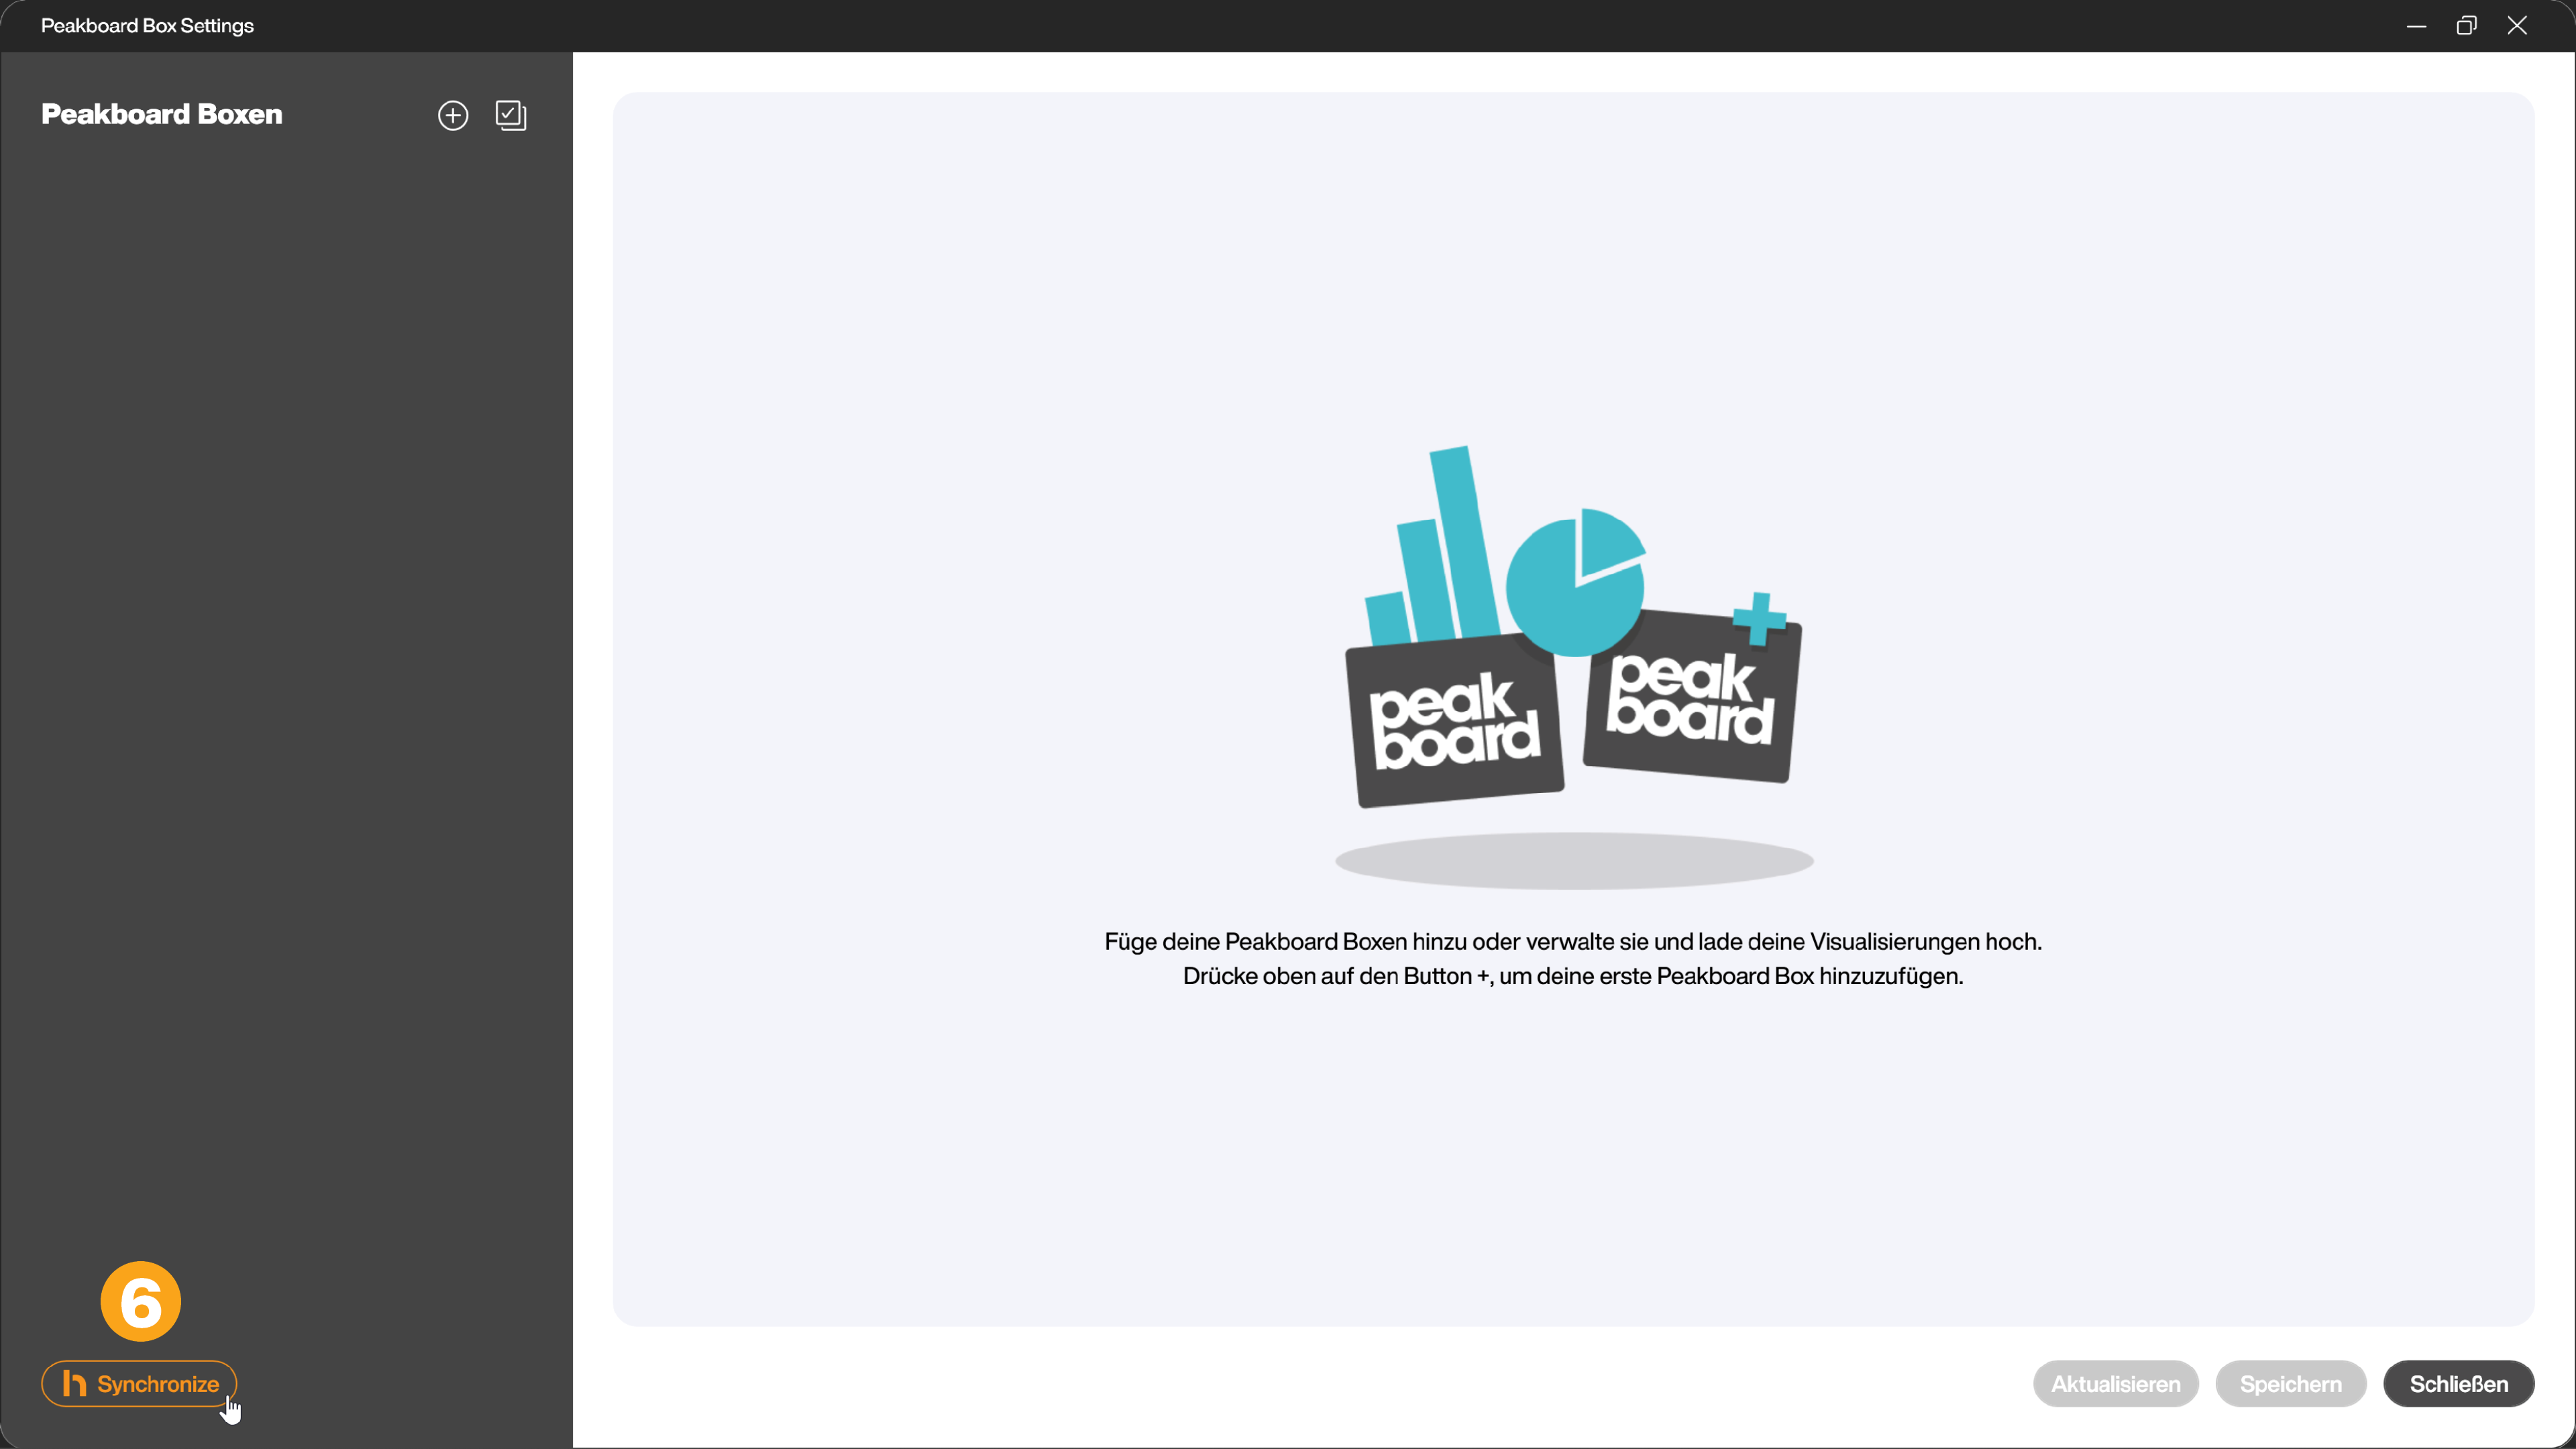 Peakboard Box Settings
Peakboard Boxen
peak
board
peak
board
Füge deine Peakboard Boxen hinzu oder verwalte sie und lade deine Visualisierungen hoch.
Drücke oben auf den Button +, um deine erste Peakboard Box hinzuzufügen.
6
Synchronize
Aktualisieren
Speichern
Schließen